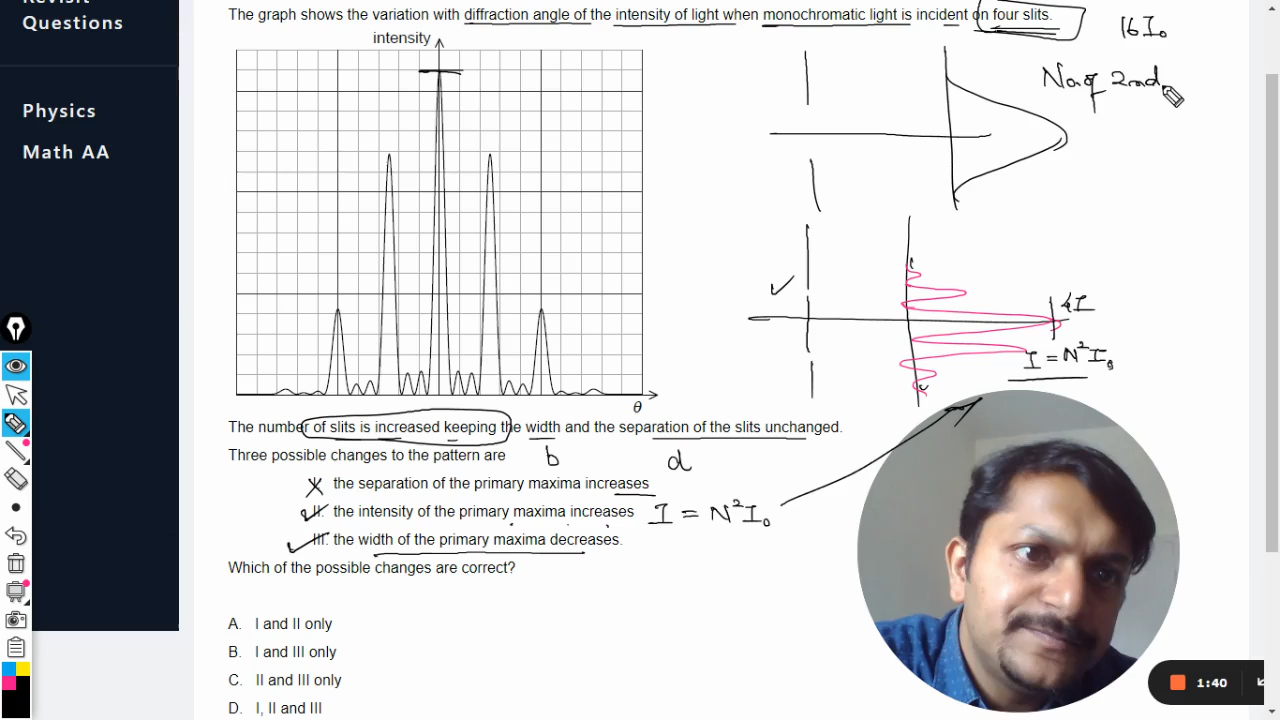 Revisit
Questions
Physics
Math AA
The graph shows the variation with diffraction angle of the intensity of light when monochromatic light is incident on four slits.
16I₀
intensity
No of 2nd
4I
I = N²I₀
θ
The number of slits is increased keeping the width and the separation of the slits unchanged.
b d
Three possible changes to the pattern are
the separation of the primary maxima increases
II. the intensity of the primary maxima increases I = N²I₀
III. the width of the primary maxima decreases.
Which of the possible changes are correct?
A. I and II only
B. I and III only
C. II and III only
D. I, II and III
1:40